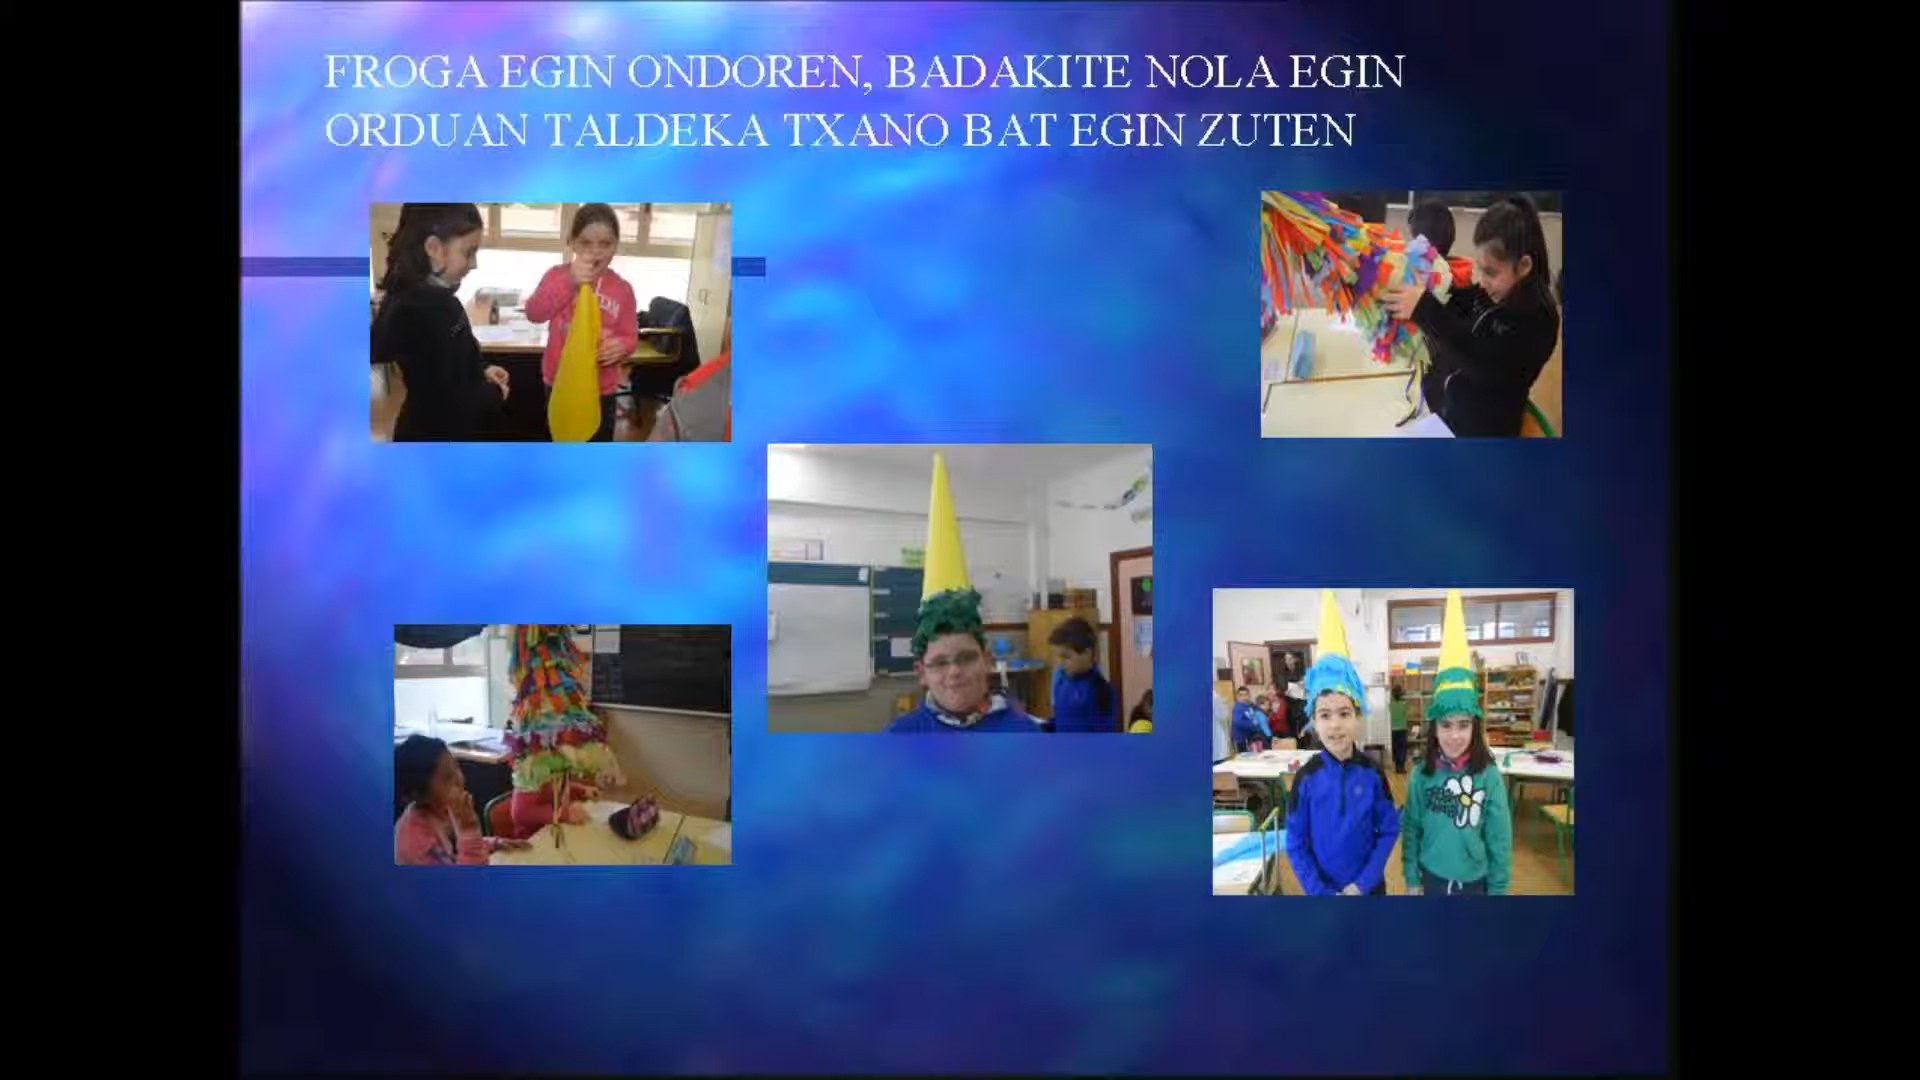 FROGA EGIN ONDOREN, BADAKITE NOLA EGIN
ORDUAN TALDEKA TXANO BAT EGIN ZUTEN